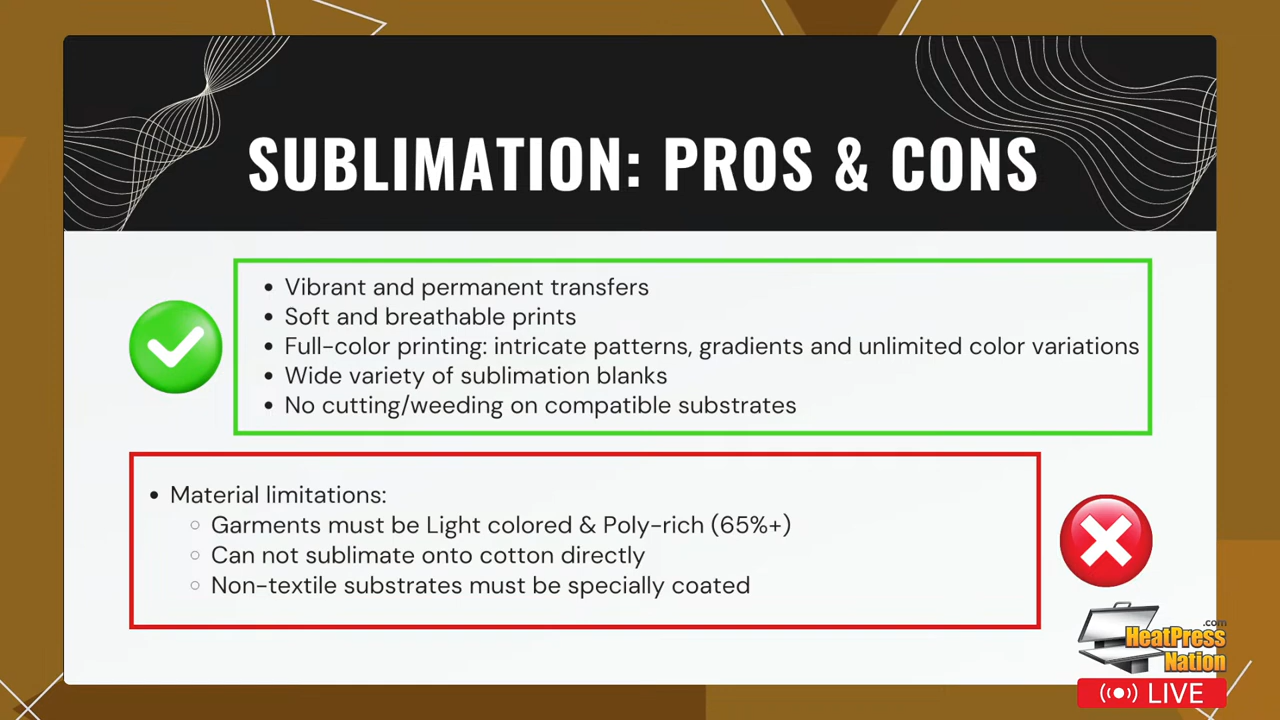 SUBLIMATION: PROS & CONS
• Vibrant and permanent transfers
• Soft and breathable prints
• Full-color printing: intricate patterns, gradients and unlimited color variations
• Wide variety of sublimation blanks
• No cutting/weeding on compatible substrates
• Material limitations:
○ Garments must be Light colored & Poly-rich (65%+)
○ Can not sublimate onto cotton directly
○ Non-textile substrates must be specially coated
.com
HeatPress
Nation
LIVE